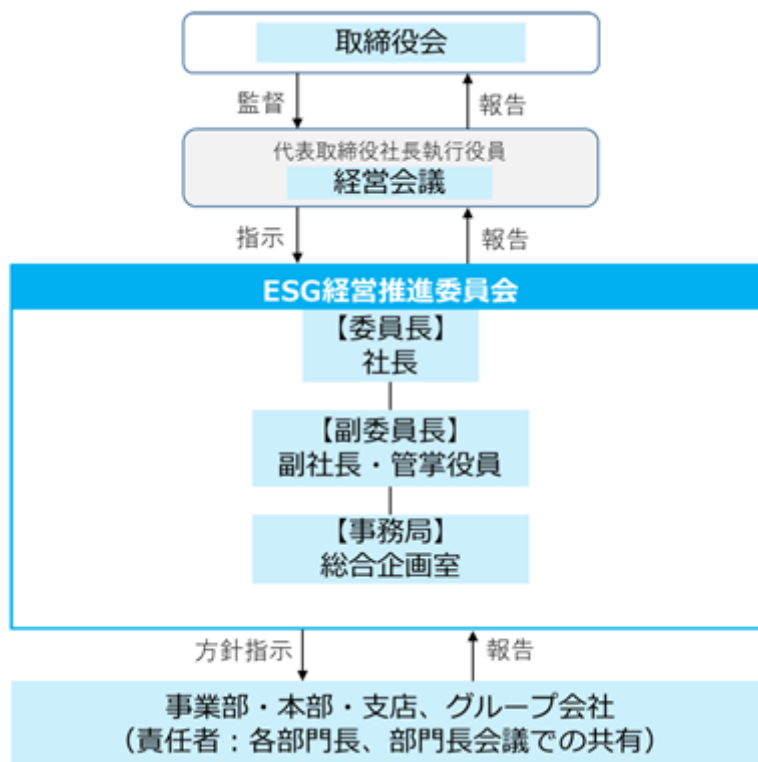 取締役会
監督
報告
代表取締役社長執行役員
経営会議
指示
報告
ESG経営推進委員会
【委員長】
社長
【副委員長】
副社長・管掌役員
【事務局】
総合企画室
方針指示
報告
事業部・本部・支店、グループ会社
（責任者：各部門長、部門長会議での共有）